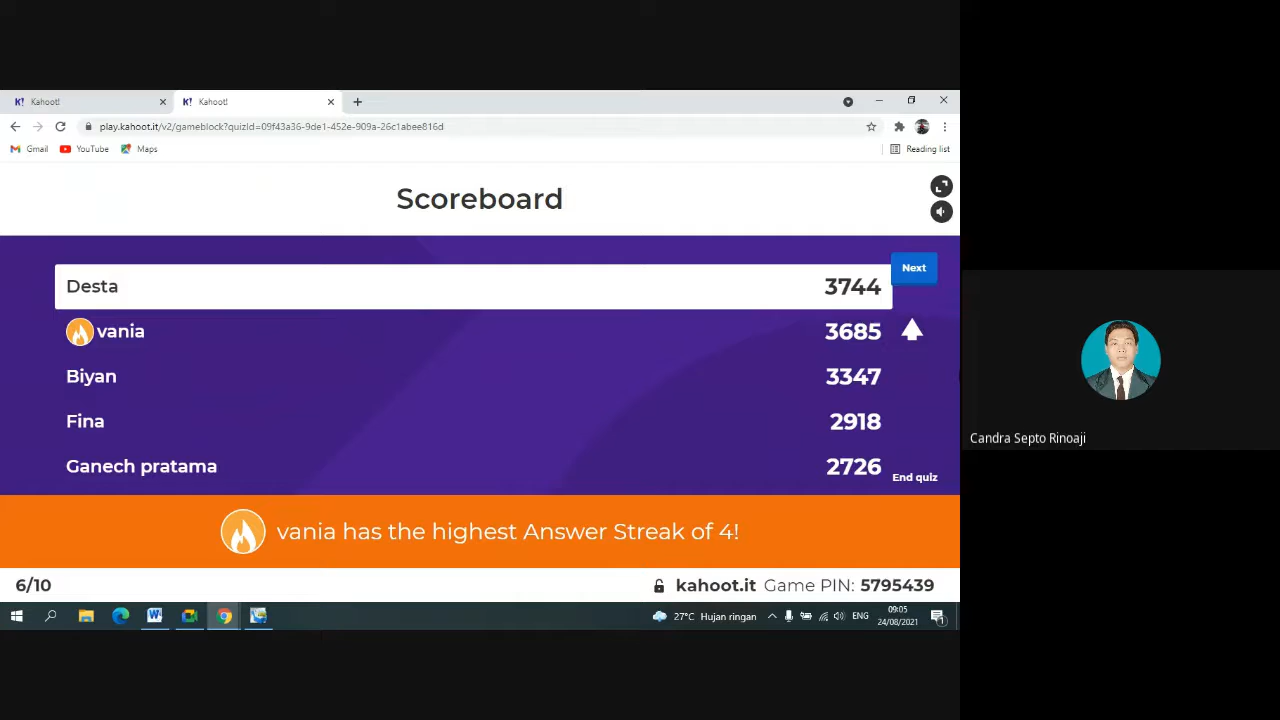 K! Kahoot!
K! Kahoot!
play.kahoot.it/v2/gameblock?quizId=09f43a36-9de1-452e-909a-26c1abee816d
Gmail YouTube Maps Reading list
Scoreboard
Next
Desta 3744
vania 3685
Biyan 3347
Fina 2918
Ganech pratama 2726
End quiz
vania has the highest Answer Streak of 4!
6/10 kahoot.it Game PIN: 5795439
27°C Hujan ringan ENG 09:05
24/08/2021
1
Candra Septo Rinoaji